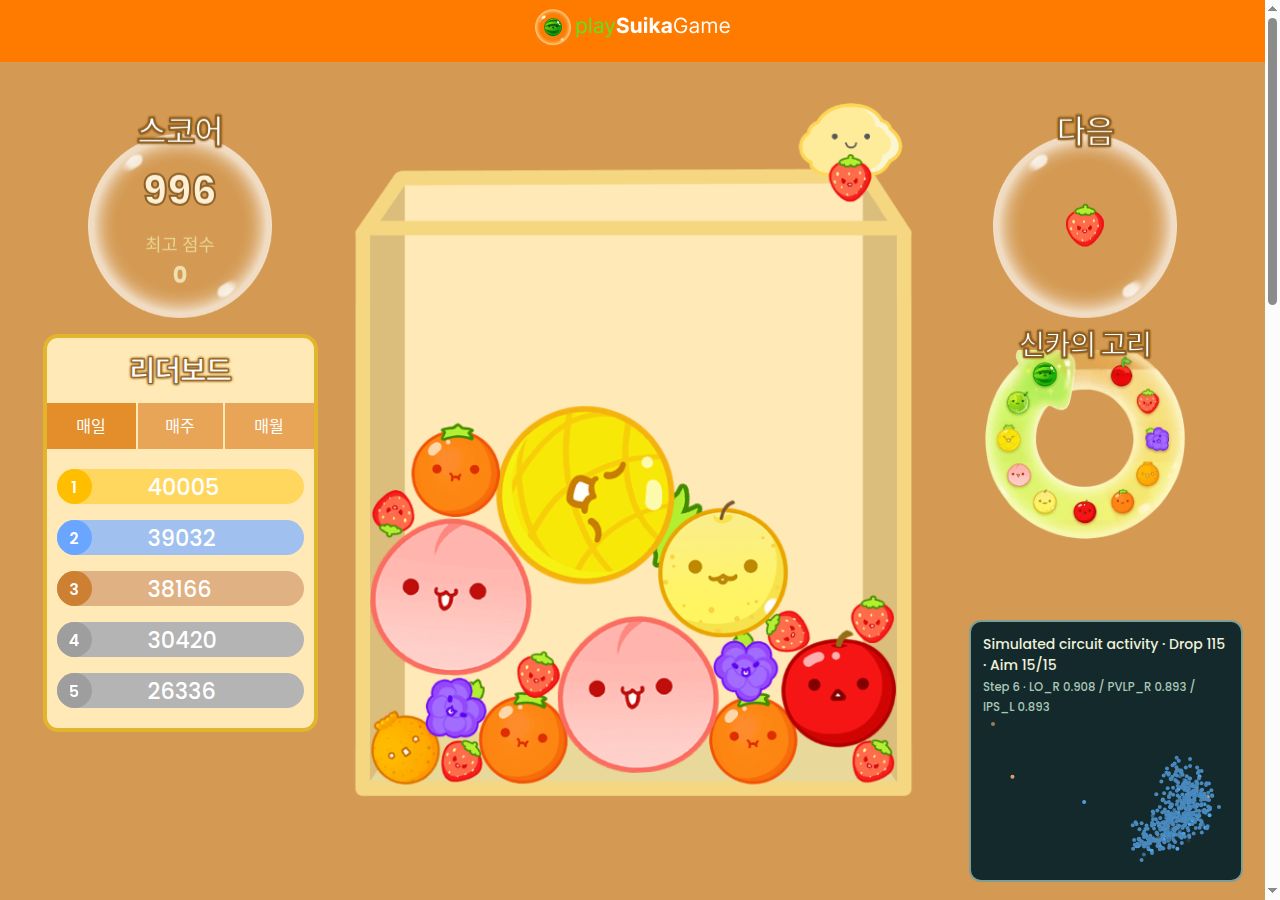 playSuikaGame
스코어
996
최고 점수
0
다음
리더보드
매일 매주 매월
1 40005
2 39032
3 38166
4 30420
5 26336
신카의 고리
Simulated circuit activity · Drop 115
· Aim 15/15
Step 6 · LO_R 0.908 / PVLP_R 0.893 /
IPS_L 0.893